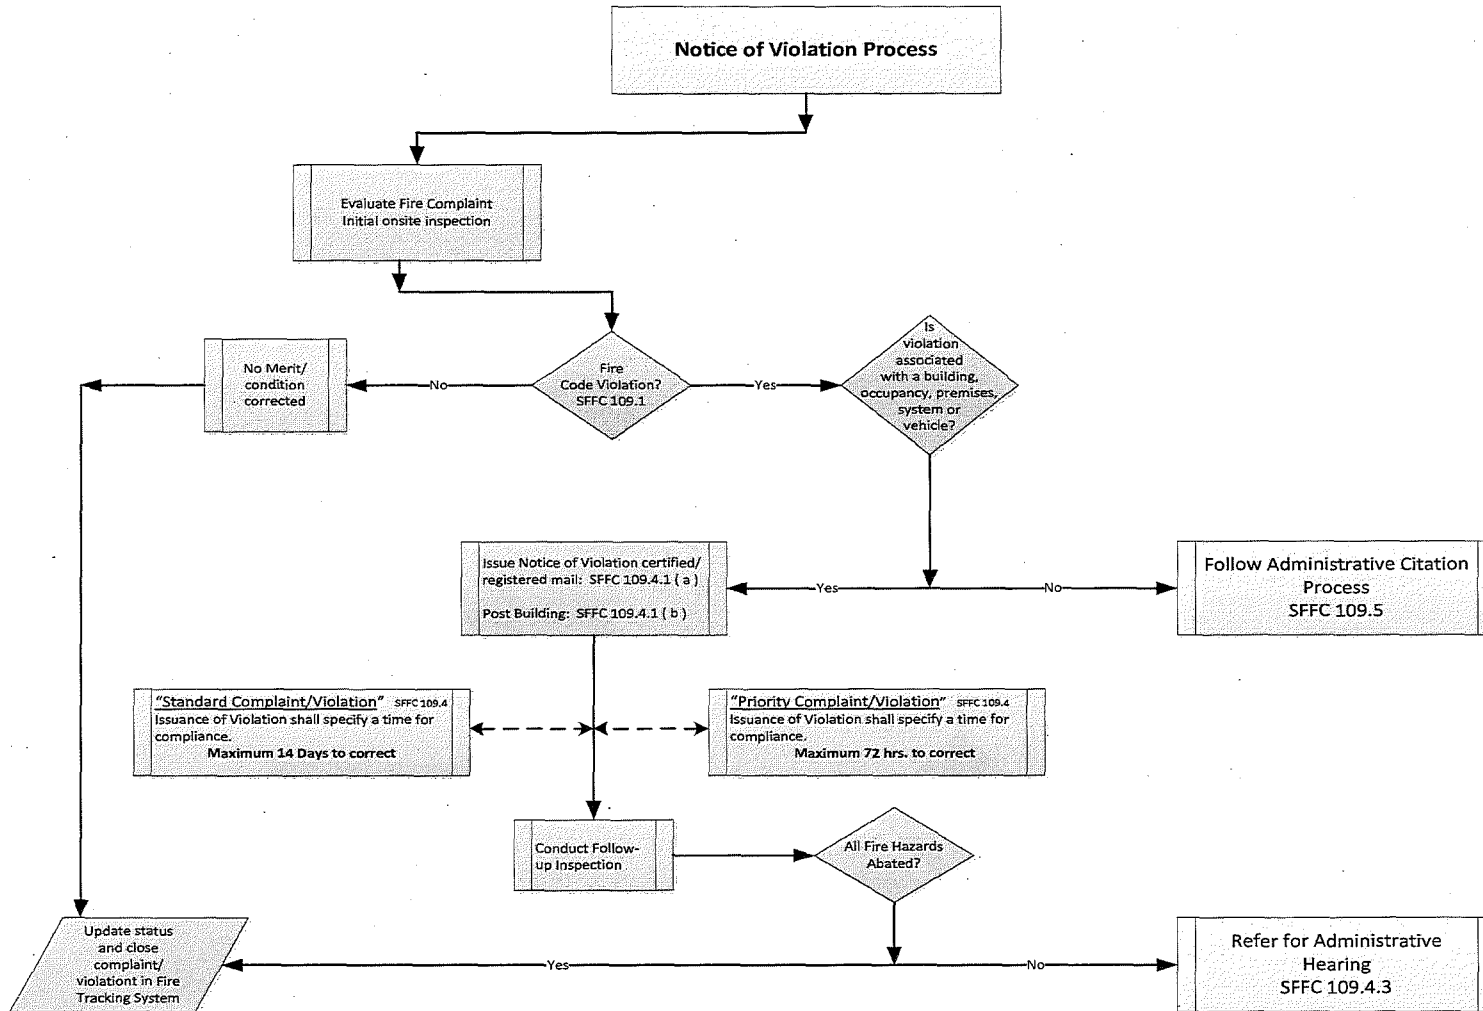 Notice of Violation Process
Evaluate Fire Complaint
Initial onsite inspection
No Merit/
condition
corrected
No
Fire
Code Violation?
SFFC 109.1
Yes
Is
violation
associated
with a building,
occupancy, premises,
system or
vehicle?
Issue Notice of Violation certified/
registered mail: SFFC 109.4.1 ( a )
Post Building: SFFC 109.4.1 ( b )
Yes
No
Follow Administrative Citation
Process
SFFC 109.5
"Standard Complaint/Violation" SFFC 109.4
Issuance of Violation shall specify a time for
compliance.
Maximum 14 Days to correct
"Priority Complaint/Violation" SFFC 109.4
Issuance of Violation shall specify a time for
compliance.
Maximum 72 hrs. to correct
Conduct Follow-
up Inspection
All Fire Hazards
Abated?
Update status
and close
complaint/
violationt in Fire
Tracking System
Yes
No
Refer for Administrative
Hearing
SFFC 109.4.3